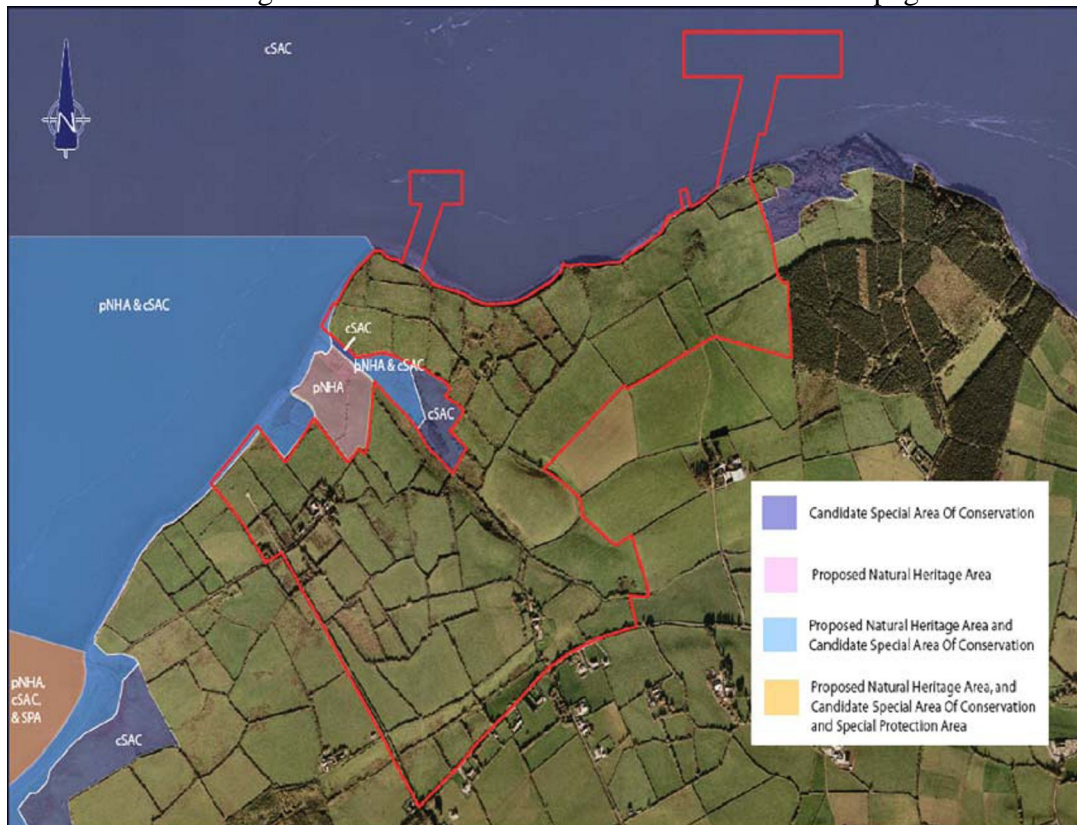 cSAC
N
pNHA & cSAC
cSAC
pNHA & cSAC
pNHA
cSAC
pNHA,
cSAC,
& SPA
cSAC
Candidate Special Area Of Conservation
Proposed Natural Heritage Area
Proposed Natural Heritage Area and
Candidate Special Area Of Conservation
Proposed Natural Heritage Area, and
Candidate Special Area Of Conservation
and Special Protection Area